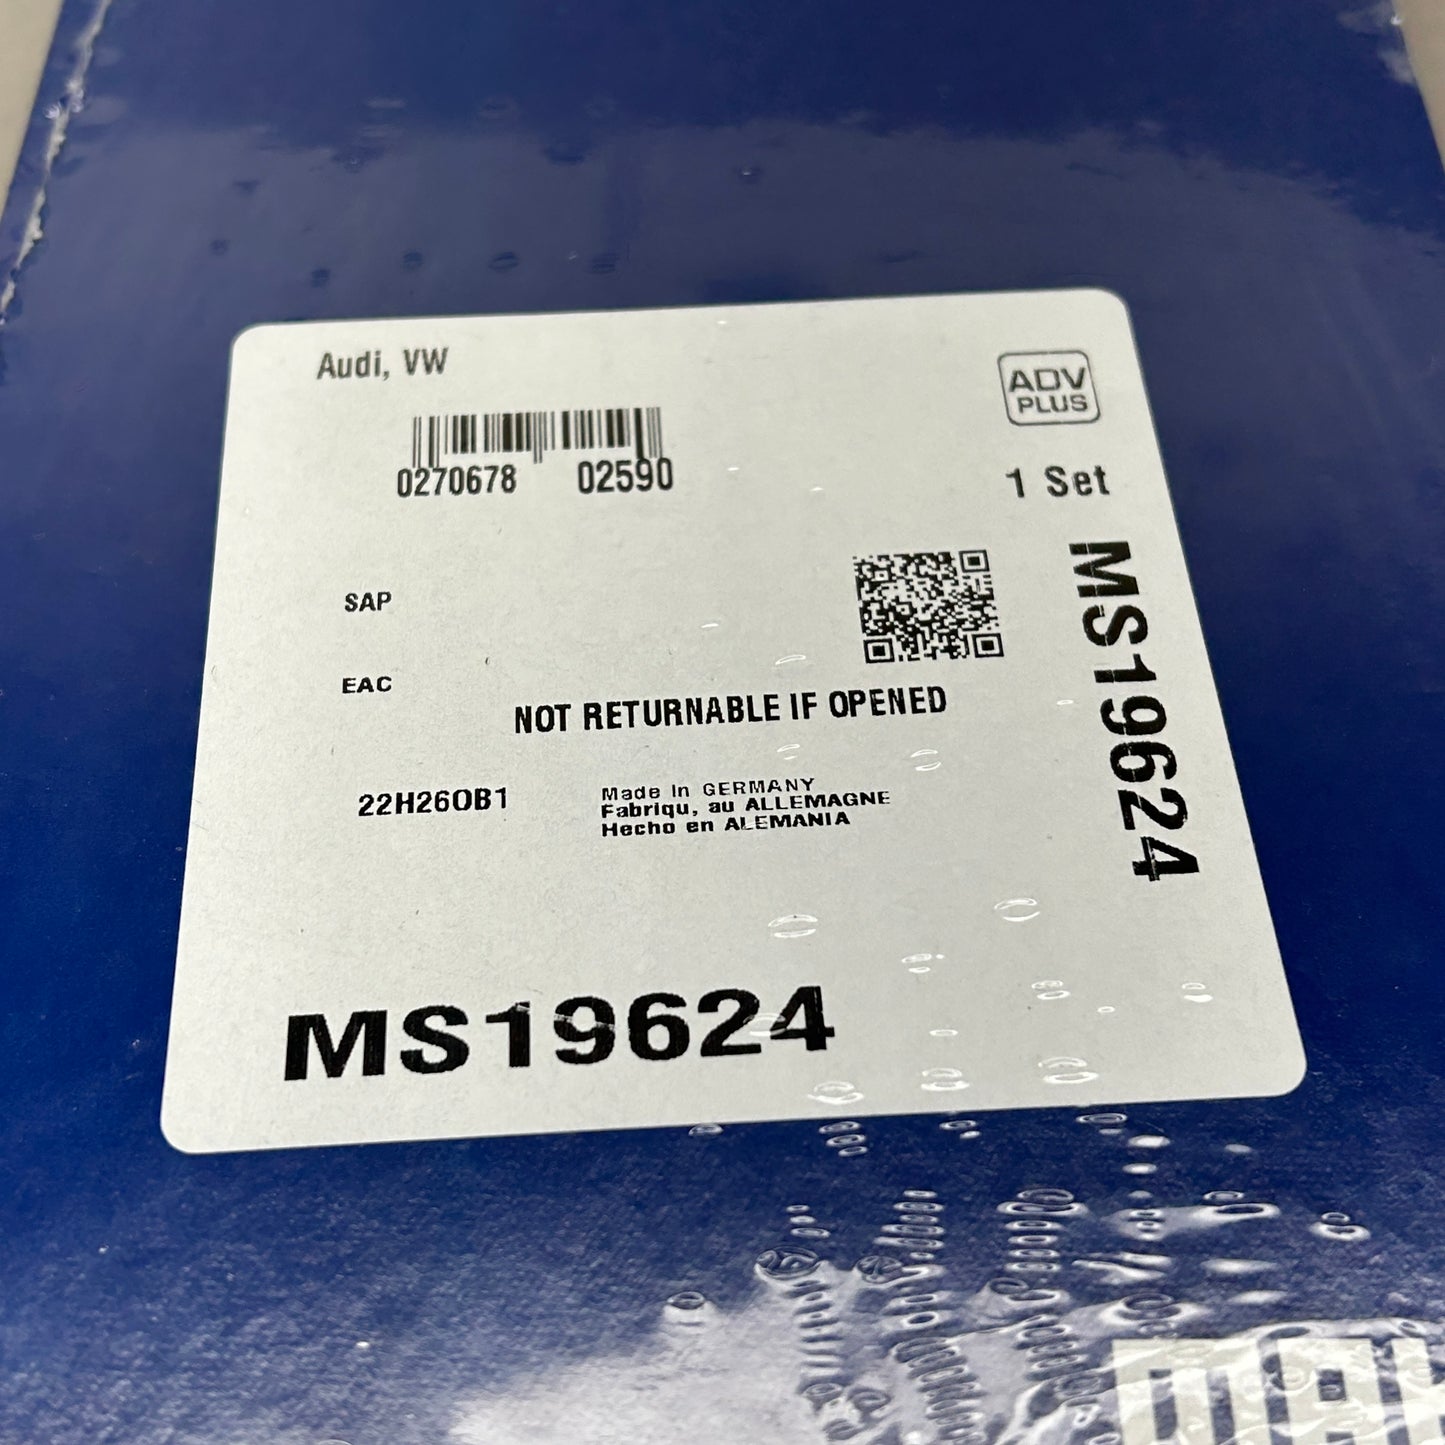 Audi, VW
ADV
PLUS
0270678 02590
1 Set
SAP
MS19624
EAC
NOT RETURNABLE IF OPENED
22H260B1
Made In GERMANY
Fabriqu, au ALLEMAGNE
Hecho en ALEMANIA
MS19624